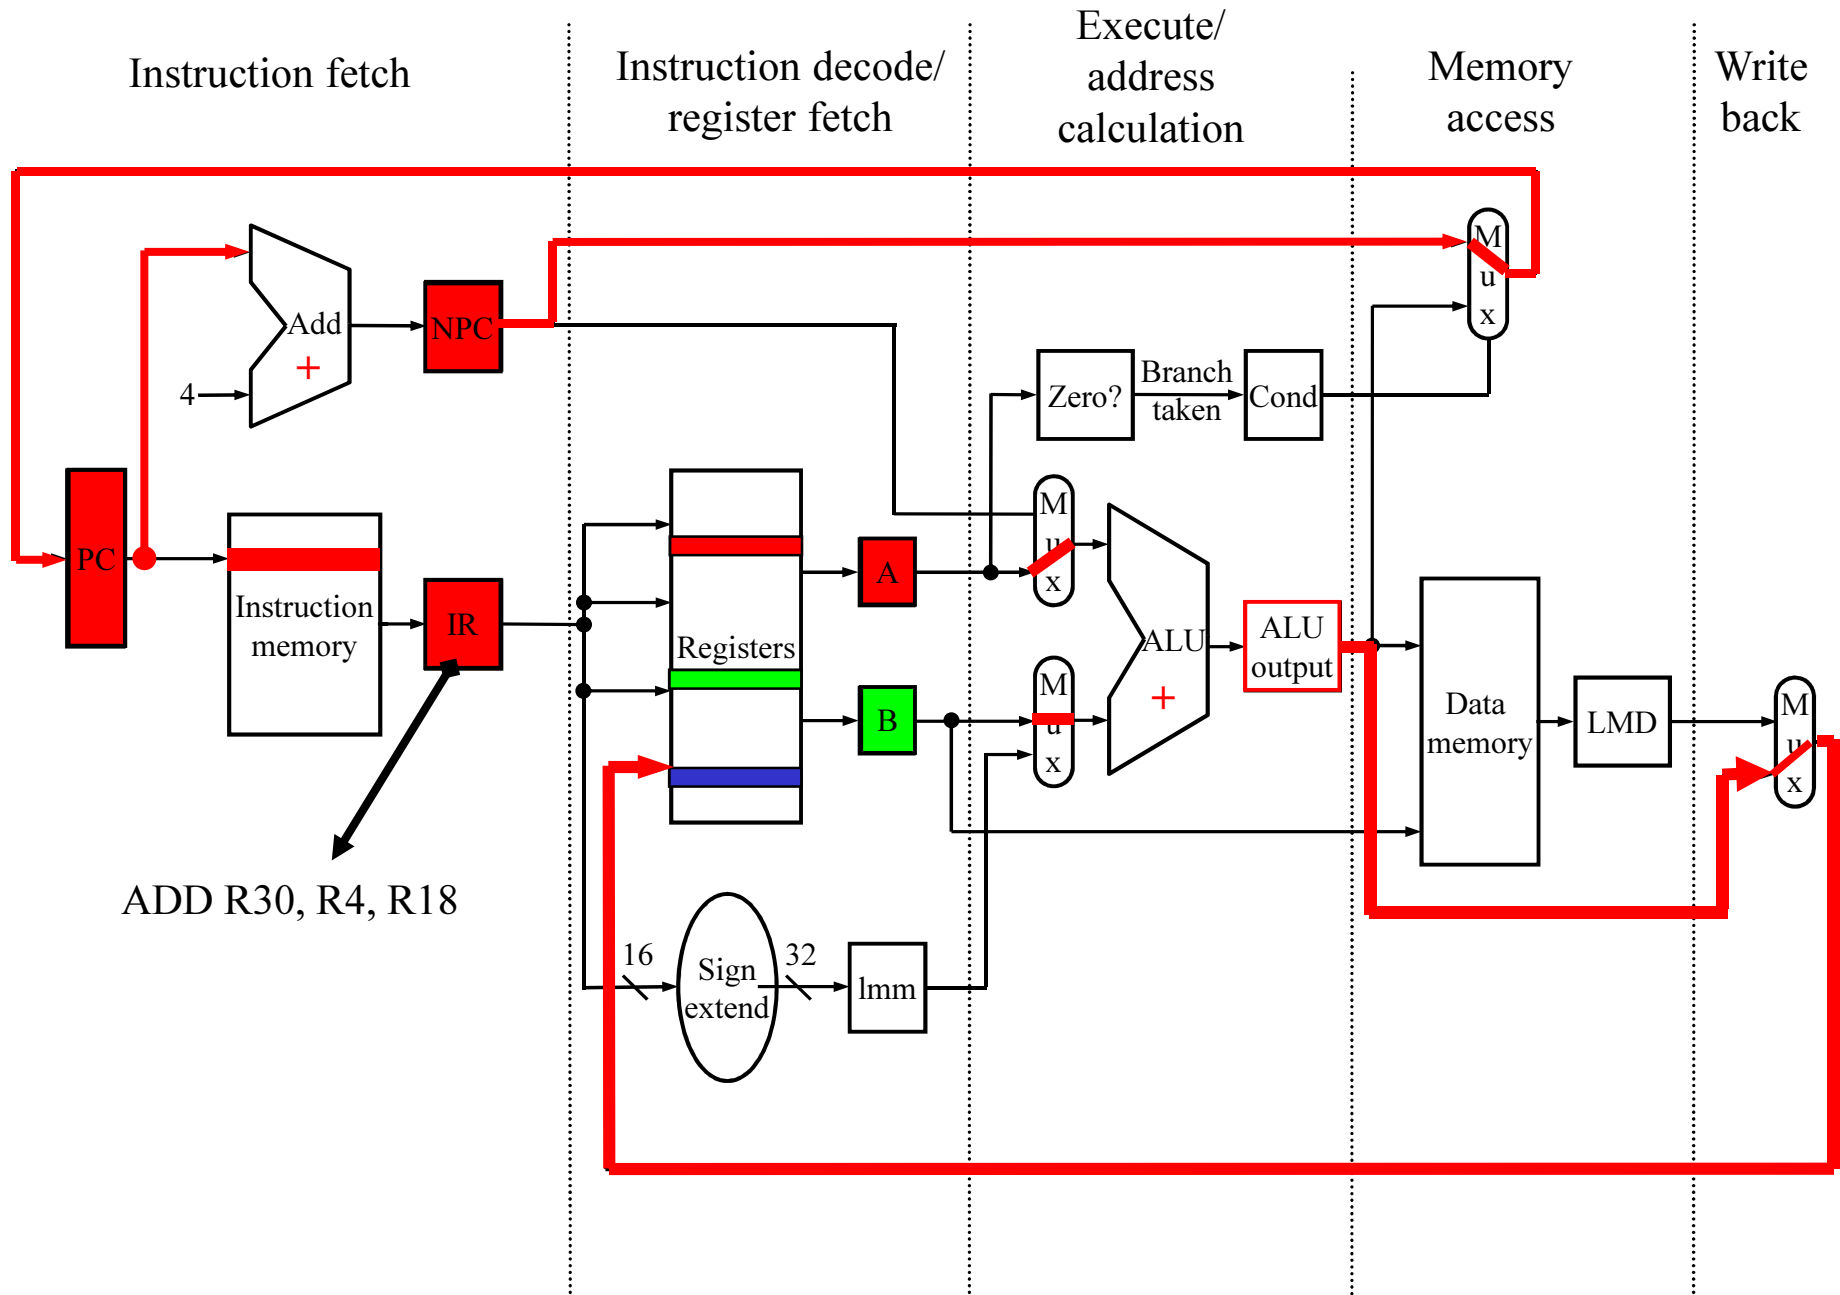 Instruction fetch
Instruction decode/
register fetch
Execute/
address
calculation
Memory
access
Write
back
Add
+
4
NPC
M
u
x
Zero?
Branch
taken
Cond
PC
Instruction
memory
IR
Registers
A
B
M
u
x
M
u
x
ALU
+
ALU
output
Data
memory
LMD
M
u
x
ADD R30, R4, R18
16
Sign
extend
32
lmm